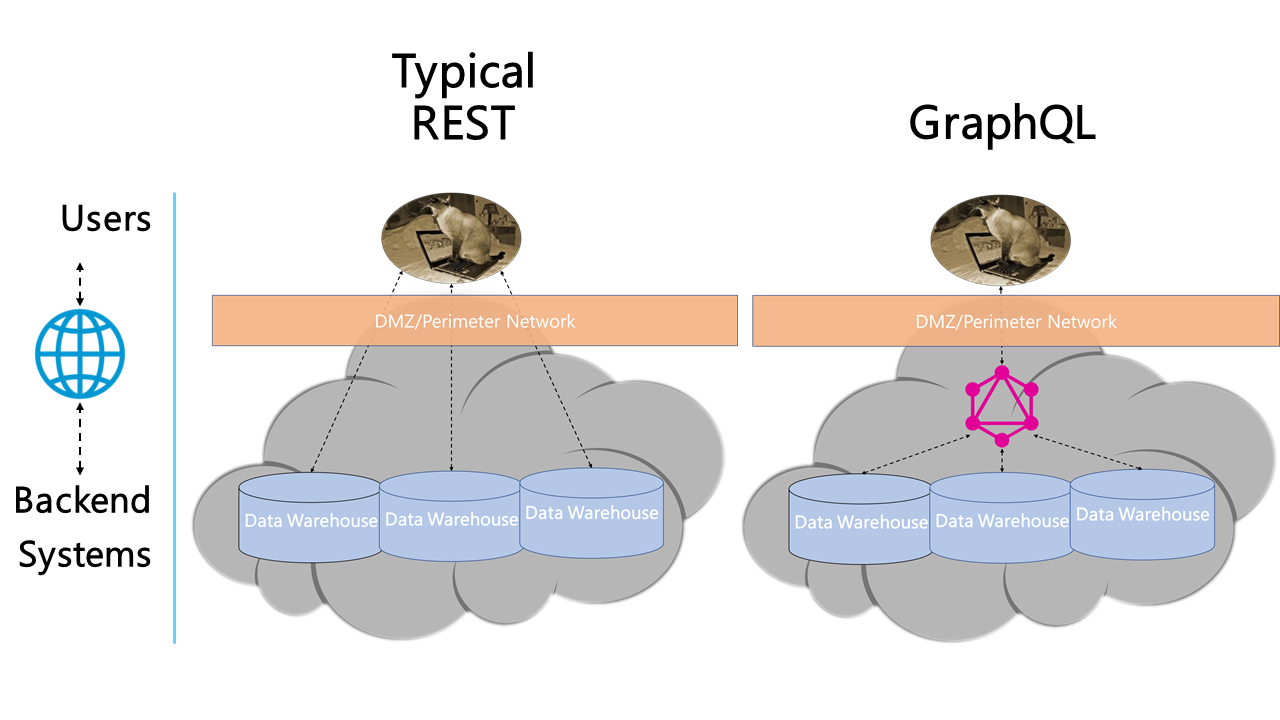 Typical
REST
GraphQL
Users
DMZ/Perimeter Network
DMZ/Perimeter Network
Backend
Systems
Data Warehouse
Data Warehouse
Data Warehouse
Data Warehouse
Data Warehouse
Data Warehouse